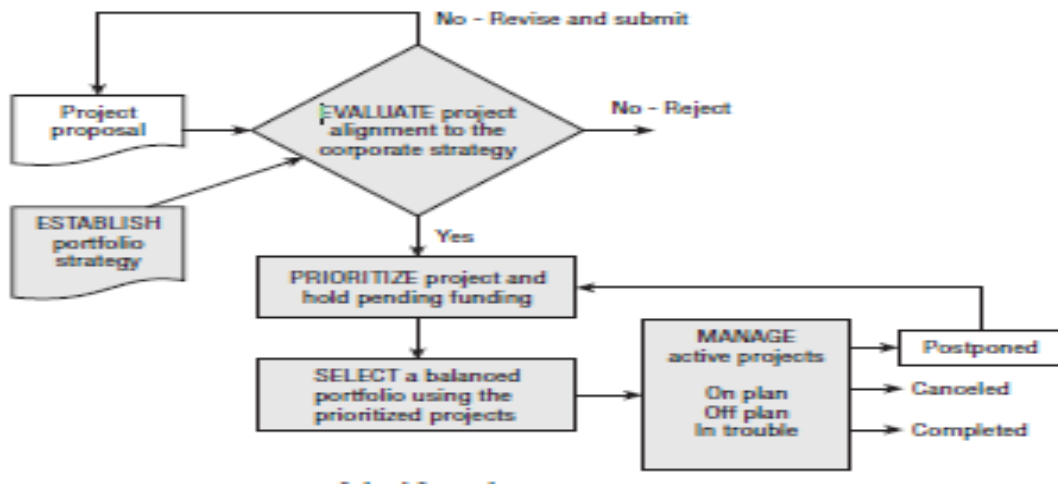 No - Revise and submit
Project
proposal
EVALUATE project
alignment to the
corporate strategy
No - Reject
ESTABLISH
portfolio
strategy
Yes
PRIORITIZE project and
hold pending funding
SELECT a balanced
portfolio using the
prioritized projects
MANAGE
active projects
On plan
Off plan
In trouble
Postponed
Canceled
Completed